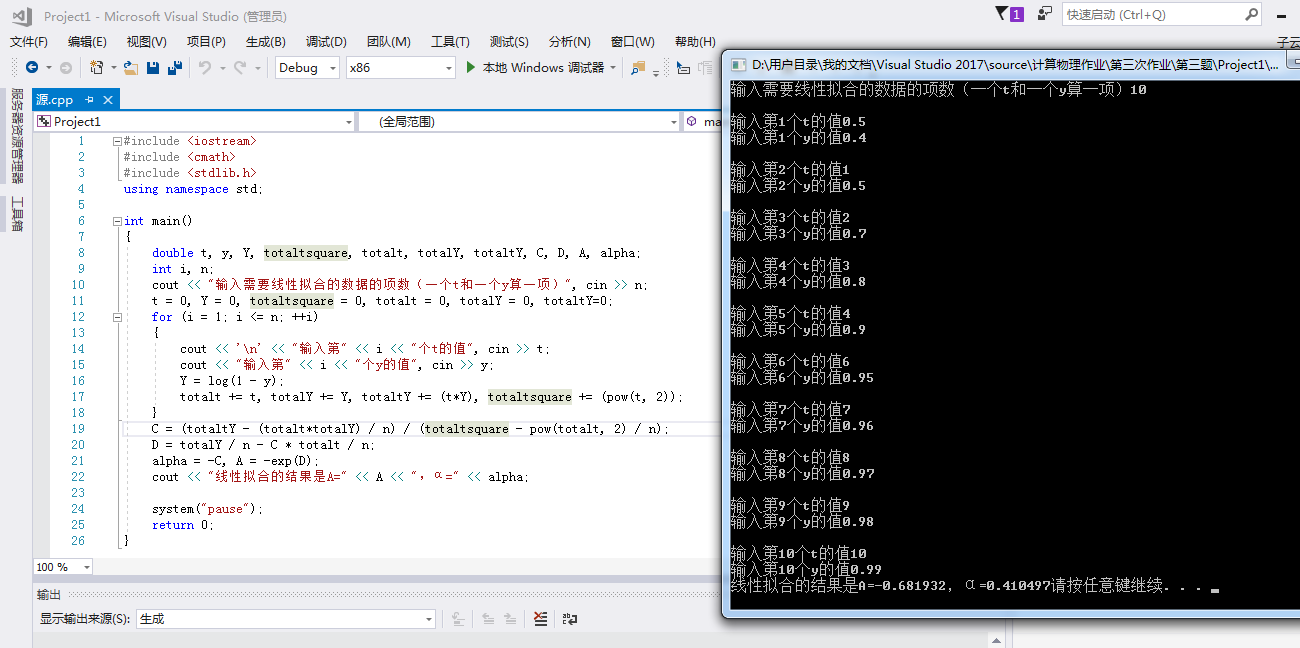 Project1 - Microsoft Visual Studio (管理员)
1
快速启动 (Ctrl+Q)
文件(F) 编辑(E) 视图(V) 项目(P) 生成(B) 调试(D) 团队(M) 工具(T) 测试(S) 分析(N) 窗口(W) 帮助(H)
子云
Debug x86 本地 Windows 调试器
服务器资源管理器
工具箱
源.cpp
Project1 (全局范围) ma
1 #include <iostream>
2 #include <cmath>
3 #include <stdlib.h>
4 using namespace std;
5
6 int main()
7 {
8 double t, y, Y, totaltsquare, totalt, totalY, totaltY, C, D, A, alpha;
9 int i, n;
10 cout << "输入需要线性拟合的数据的项数（一个t和一个y算一项）", cin >> n;
11 t = 0, Y = 0, totaltsquare = 0, totalt = 0, totalY = 0, totaltY=0;
12 for (i = 1; i <= n; ++i)
13 {
14 cout << '\n' << "输入第" << i << "个t的值", cin >> t;
15 cout << "输入第" << i << "个y的值", cin >> y;
16 Y = log(1 - y);
17 totalt += t, totalY += Y, totaltY += (t*Y), totaltsquare += (pow(t, 2));
18 }
19 C = (totaltY - (totalt*totalY) / n) / (totaltsquare - pow(totalt, 2) / n);
20 D = totalY / n - C * totalt / n;
21 alpha = -C, A = -exp(D);
22 cout << "线性拟合的结果是A=" << A << "，α=" << alpha;
23
24 system("pause");
25 return 0;
26 }
100 %
输出
显示输出来源(S): 生成
D:\用户目录\我的文档\Visual Studio 2017\source\计算物理作业\第三次作业\第三题\Project1\...
输入需要线性拟合的数据的项数（一个t和一个y算一项）10
输入第1个t的值0.5
输入第1个y的值0.4
输入第2个t的值1
输入第2个y的值0.5
输入第3个t的值2
输入第3个y的值0.7
输入第4个t的值3
输入第4个y的值0.8
输入第5个t的值4
输入第5个y的值0.9
输入第6个t的值6
输入第6个y的值0.95
输入第7个t的值7
输入第7个y的值0.96
输入第8个t的值8
输入第8个y的值0.97
输入第9个t的值9
输入第9个y的值0.98
输入第10个t的值10
输入第10个y的值0.99
线性拟合的结果是A=-0.681932，α=0.410497请按任意键继续. . .